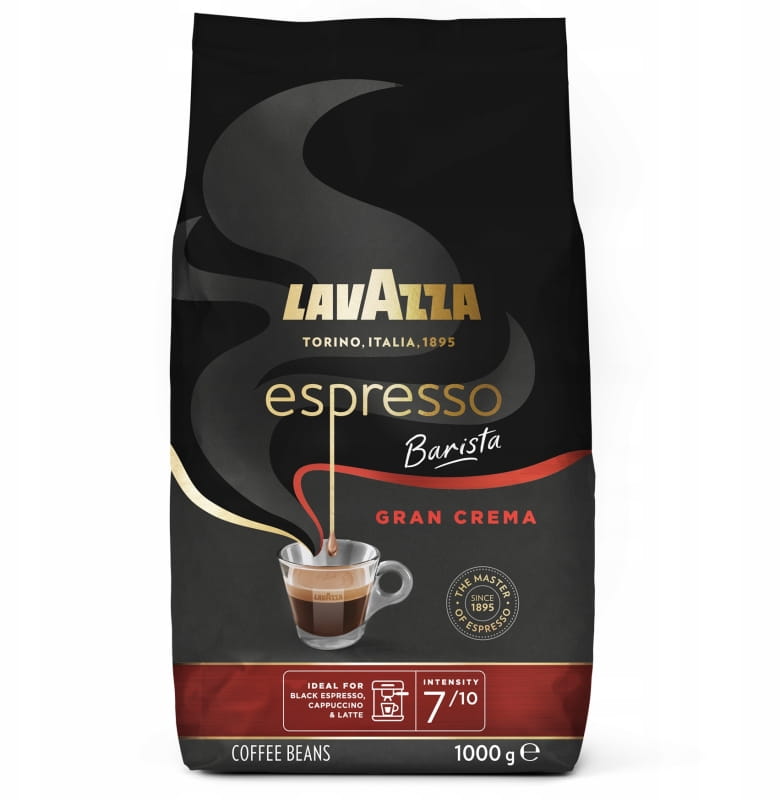 LAVAZZA
TORINO, ITALIA, 1895
espresso
Barista
GRAN CREMA
LAVAZZA
THE MASTER OF ESPRESSO
SINCE
1895
IDEAL FOR
BLACK ESPRESSO,
CAPPUCCINO
& LATTE
INTENSITY
7/10
COFFEE BEANS
1000 g ℮